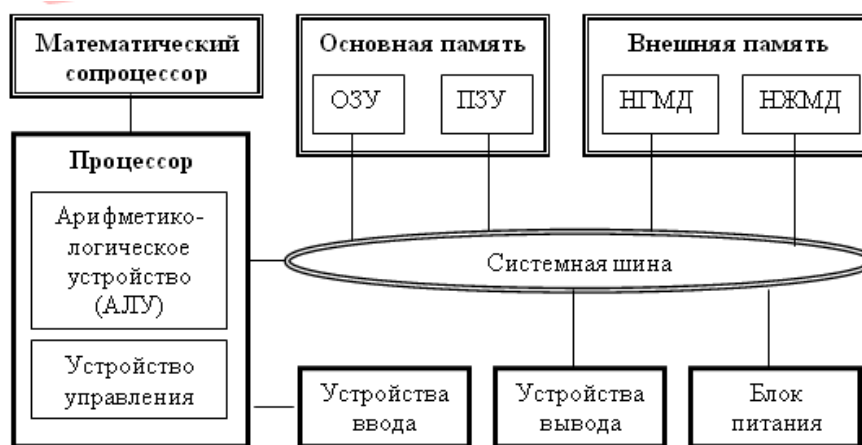 Математический
сопроцессор
Основная память
ОЗУ
ПЗУ
Внешняя память
НГМД
НЖМД
Процессор
Арифметико-
логическое
устройство
(АЛУ)
Устройство
управления
Системная шина
Устройства
ввода
Устройства
вывода
Блок
питания